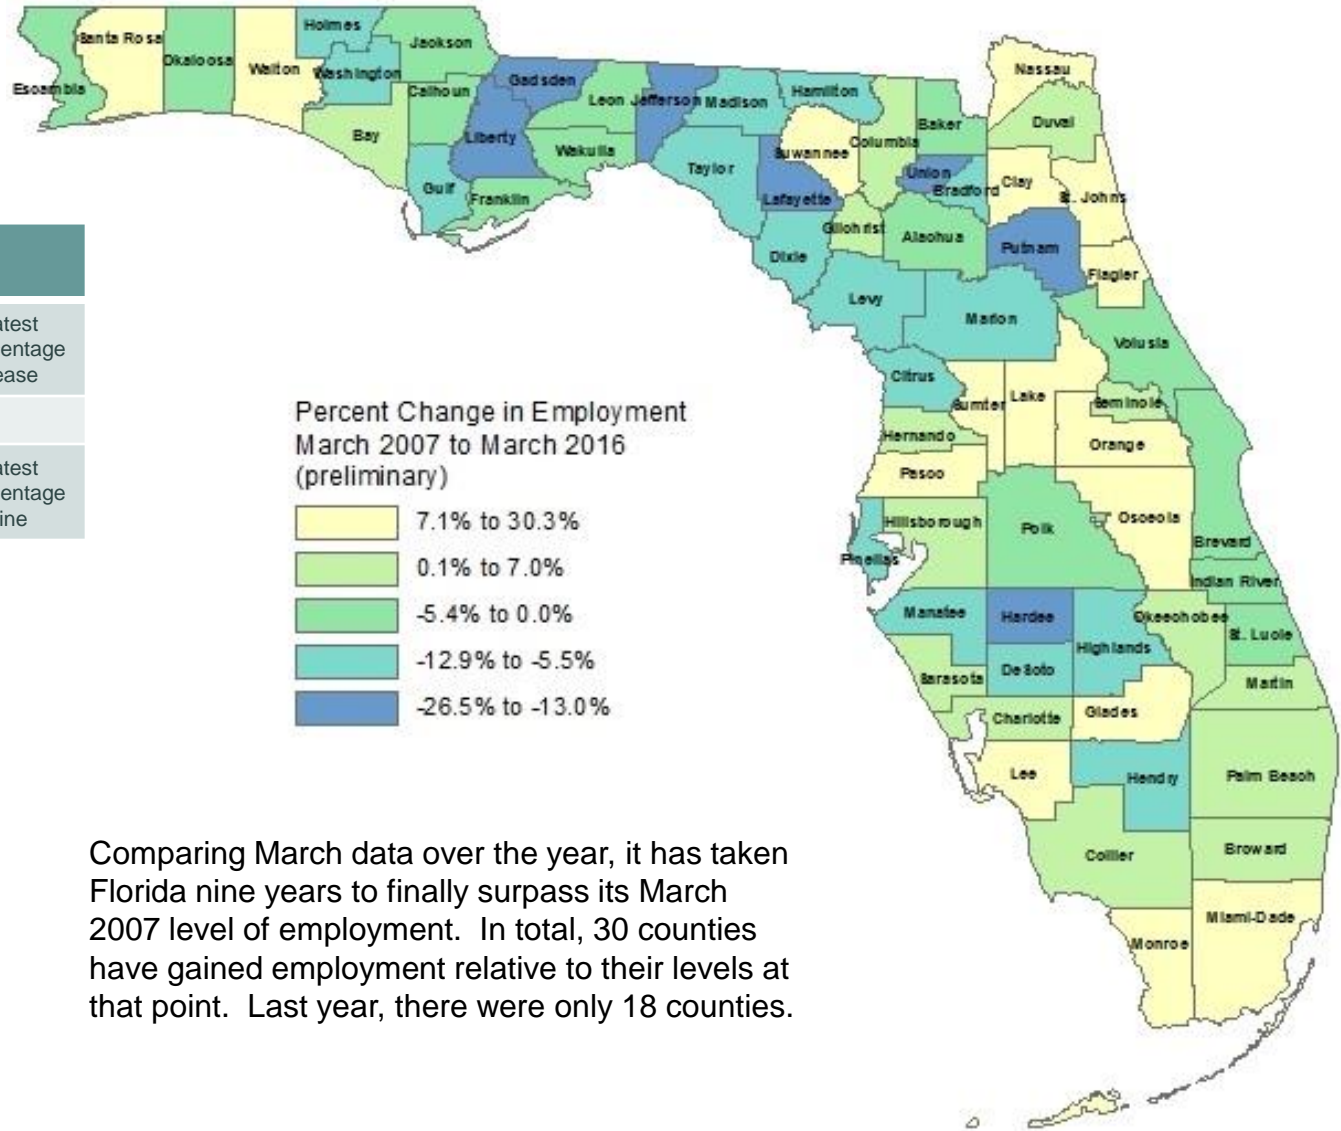 Holmes
Santa Rosa
Jackson
Okaloosa
Walton
Washington
Escambia
Calhoun
Gadsden
Leon
Jefferson
Madison
Hamilton
Nassau
Bay
Liberty
Wakulla
Suwannee
Columbia
Baker
Duval
Gulf
Franklin
Taylor
Lafayette
Union
Bradford
Clay
St. Johns
Gilchrist
Alachua
Putnam
Dixie
Flagler
Levy
Marion
Volusia
Citrus
Sumter
Lake
Seminole
Hernando
Orange
Pasco
Hillsborough
Polk
Osceola
Brevard
Pinellas
Indian River
Manatee
Hardee
Okeechobee
St. Lucie
Highlands
Sarasota
DeSoto
Martin
Charlotte
Glades
Lee
Hendry
Palm Beach
Collier
Broward
Miami-Dade
Monroe
Percent Change in Employment
March 2007 to March 2016
(preliminary)
7.1% to 30.3%
0.1% to 7.0%
-5.4% to 0.0%
-12.9% to -5.5%
-26.5% to -13.0%
Comparing March data over the year, it has taken
Florida nine years to finally surpass its March
2007 level of employment.  In total, 30 counties
have gained employment relative to their levels at
that point.  Last year, there were only 18 counties.